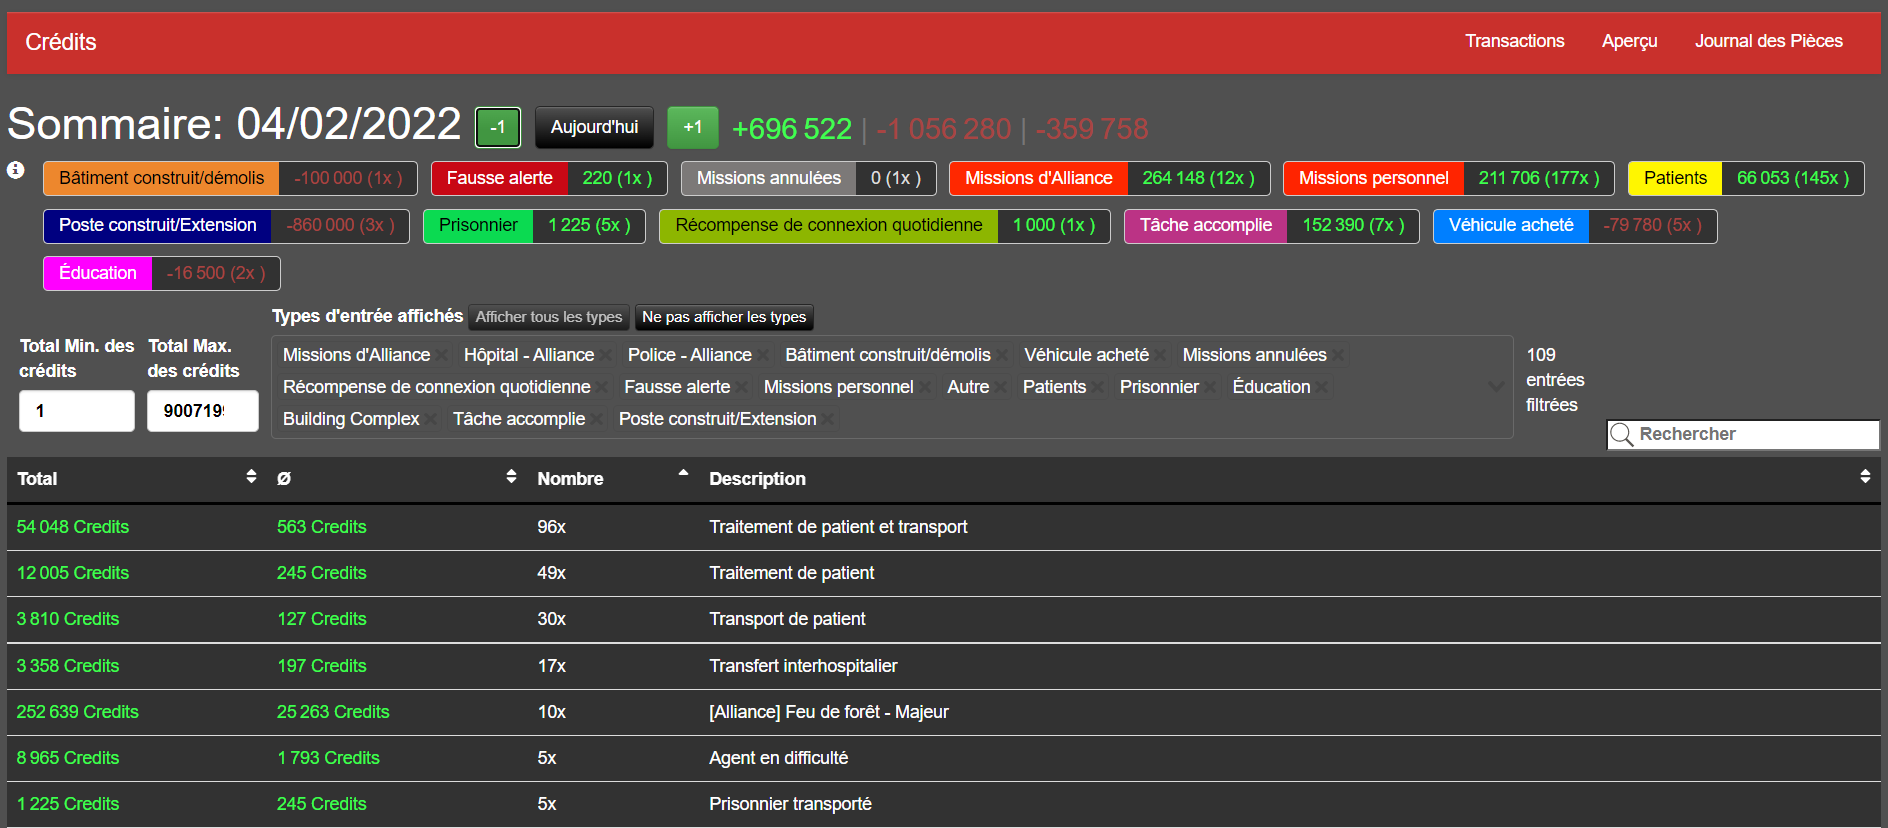 Crédits Transactions Aperçu Journal des Pièces
Sommaire: 04/02/2022 -1 Aujourd'hui +1 +696 522 | -1 056 280 | -359 758
Bâtiment construit/démolis -100 000 (1x ) Fausse alerte 220 (1x ) Missions annulées 0 (1x ) Missions d'Alliance 264 148 (12x ) Missions personnel 211 706 (177x ) Patients 66 053 (145x )
Poste construit/Extension -860 000 (3x ) Prisonnier 1 225 (5x ) Récompense de connexion quotidienne 1 000 (1x ) Tâche accomplie 152 390 (7x ) Véhicule acheté -79 780 (5x )
Éducation -16 500 (2x )
Types d'entrée affichés Afficher tous les types Ne pas afficher les types
Total Min. des crédits
1
Total Max. des crédits
900719
Missions d'Alliance × Hôpital - Alliance × Police - Alliance × Bâtiment construit/démolis × Véhicule acheté × Missions annulées ×
Récompense de connexion quotidienne × Fausse alerte × Missions personnel × Autre × Patients × Prisonnier × Éducation ×
Building Complex × Tâche accomplie × Poste construit/Extension ×
109
entrées
filtrées
Rechercher
Total Ø Nombre Description
54 048 Credits 563 Credits 96x Traitement de patient et transport
12 005 Credits 245 Credits 49x Traitement de patient
3 810 Credits 127 Credits 30x Transport de patient
3 358 Credits 197 Credits 17x Transfert interhospitalier
252 639 Credits 25 263 Credits 10x [Alliance] Feu de forêt - Majeur
8 965 Credits 1 793 Credits 5x Agent en difficulté
1 225 Credits 245 Credits 5x Prisonnier transporté